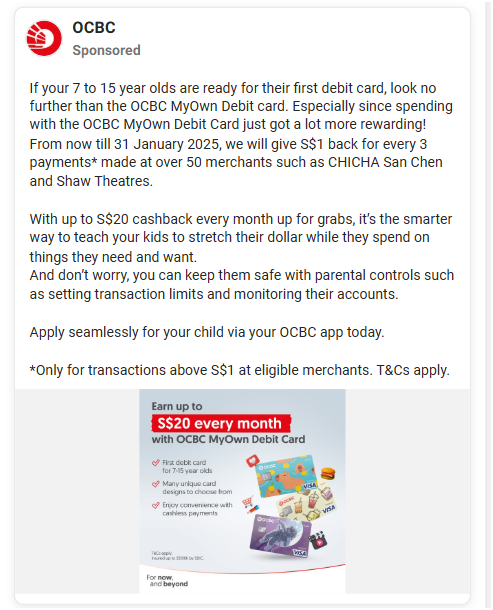 OCBC
Sponsored
If your 7 to 15 year olds are ready for their first debit card, look no
further than the OCBC MyOwn Debit card. Especially since spending
with the OCBC MyOwn Debit Card just got a lot more rewarding!
From now till 31 January 2025, we will give S$1 back for every 3
payments* made at over 50 merchants such as CHICHA San Chen
and Shaw Theatres.
With up to S$20 cashback every month up for grabs, it's the smarter
way to teach your kids to stretch their dollar while they spend on
things they need and want.
And don't worry, you can keep them safe with parental controls such
as setting transaction limits and monitoring their accounts.
Apply seamlessly for your child via your OCBC app today.
*Only for transactions above S$1 at eligible merchants. T&Cs apply.
Earn up to
S$20 every month
with OCBC MyOwn Debit Card
First debit card
for 7-15 year olds
Many unique card
designs to choose from
Enjoy convenience with
cashless payments
OCBC
VISA
OCBC
VISA
OCBC
VISA
T&Cs apply.
Insured up to S$100k by SDIC.
For now,
and beyond